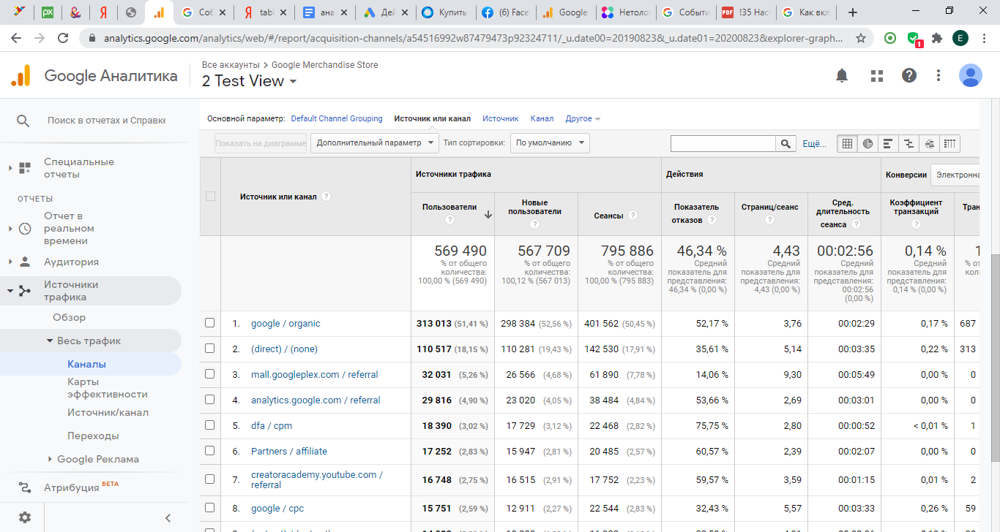 Соб
tabl
ана
Дей
Купить
(6) Face
Google
Нетоло
Событи
!35 Нас
Как вкл
analytics.google.com/analytics/web/#/report/acquisition-channels/a54516992w87479473p92324711/_u.date00=20190823&_u.date01=20200823&explorer-graph...
Google Аналитика
Все аккаунты > Google Merchandise Store
2 Test View
Поиск в отчетах и Справке
Специальные
отчеты
ОТЧЕТЫ
Отчет в
реальном
времени
Аудитория
Источники
трафика
Обзор
Весь трафик
Каналы
Карты
эффективности
Источник/канал
Переходы
Google Реклама
Атрибуция БЕТА
Основной параметр: Default Channel Grouping Источник или канал Источник Канал Другое
Показать на диаграмме Дополнительный параметр Тип сортировки: По умолчанию Ещё...
Источник или канал
Источники трафика
Действия
Конверсии Электронна
Пользователи
Новые
пользователи
Сеансы
Показатель
отказов
Страниц/сеанс
Сред.
длительность
сеанса
Коэффициент
транзакций
Тран
569 490
% от общего
количества:
100,00 % (569 490)
567 709
% от общего
количества:
100,12 % (567 013)
795 886
% от общего
количества:
100,00 % (795 883)
46,34 %
Средний
показатель для
представления:
46,34 % (0,00 %)
4,43
Средний
показатель для
представления:
4,43 (0,00 %)
00:02:56
Средний
показатель для
представления:
00:02:56
(0,00 %)
0,14 %
Средний
показатель для
представления:
0,14 % (0,00 %)
1
% от
кол
1. google / organic 313 013 (51,41 %) 298 384 (52,56 %) 401 562 (50,45 %) 52,17 % 3,76 00:02:29 0,17 % 687
2. (direct) / (none) 110 517 (18,15 %) 110 281 (19,43 %) 142 530 (17,91 %) 35,61 % 5,14 00:03:35 0,22 % 313
3. mall.googleplex.com / referral 32 031 (5,26 %) 26 566 (4,68 %) 61 890 (7,78 %) 14,06 % 9,30 00:05:49 0,00 % 0
4. analytics.google.com / referral 29 816 (4,90 %) 23 020 (4,05 %) 38 484 (4,84 %) 53,66 % 2,69 00:03:01 0,00 % 0
5. dfa / cpm 18 390 (3,02 %) 17 729 (3,12 %) 22 468 (2,82 %) 75,75 % 2,80 00:00:52 < 0,01 % 1
6. Partners / affiliate 17 252 (2,83 %) 15 947 (2,81 %) 20 485 (2,57 %) 60,57 % 2,39 00:02:07 0,00 % 0
7. creatoracademy.youtube.com /
referral 16 748 (2,75 %) 16 515 (2,91 %) 17 752 (2,23 %) 59,57 % 3,59 00:01:15 0,01 % 2
8. google / cpc 15 751 (2,59 %) 12 911 (2,27 %) 22 544 (2,83 %) 32,43 % 5,57 00:03:33 0,26 % 59